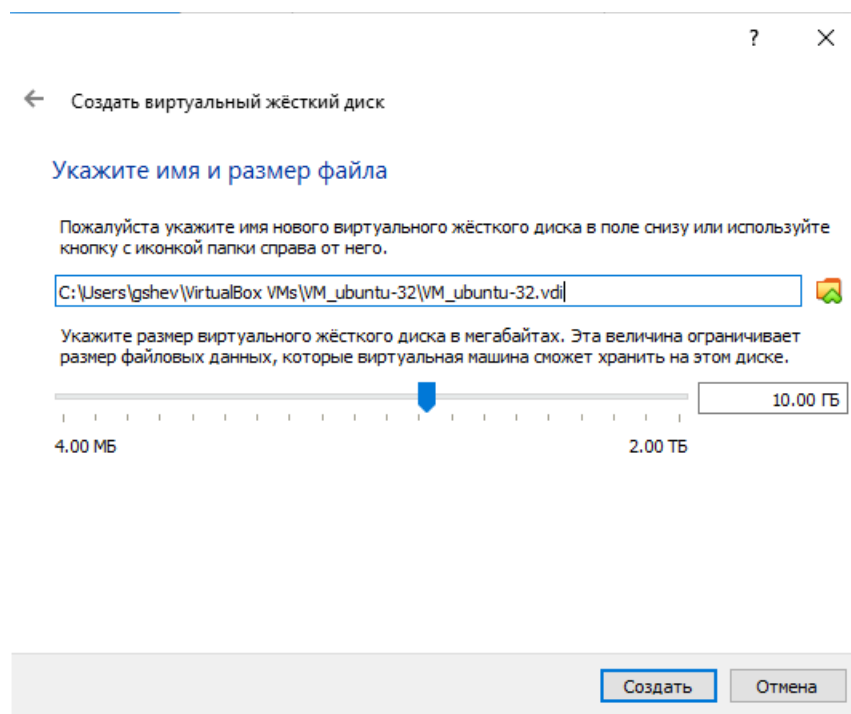 ?
Создать виртуальный жёсткий диск
Укажите имя и размер файла
Пожалуйста укажите имя нового виртуального жёсткого диска в поле снизу или используйте
кнопку с иконкой папки справа от него.
C:\Users\gshev\VirtualBox VMs\VM_ubuntu-32\VM_ubuntu-32.vdi
Укажите размер виртуального жёсткого диска в мегабайтах. Эта величина ограничивает
размер файловых данных, которые виртуальная машина сможет хранить на этом диске.
10.00 ГБ
4.00 МБ 2.00 ТБ
Создать Отмена